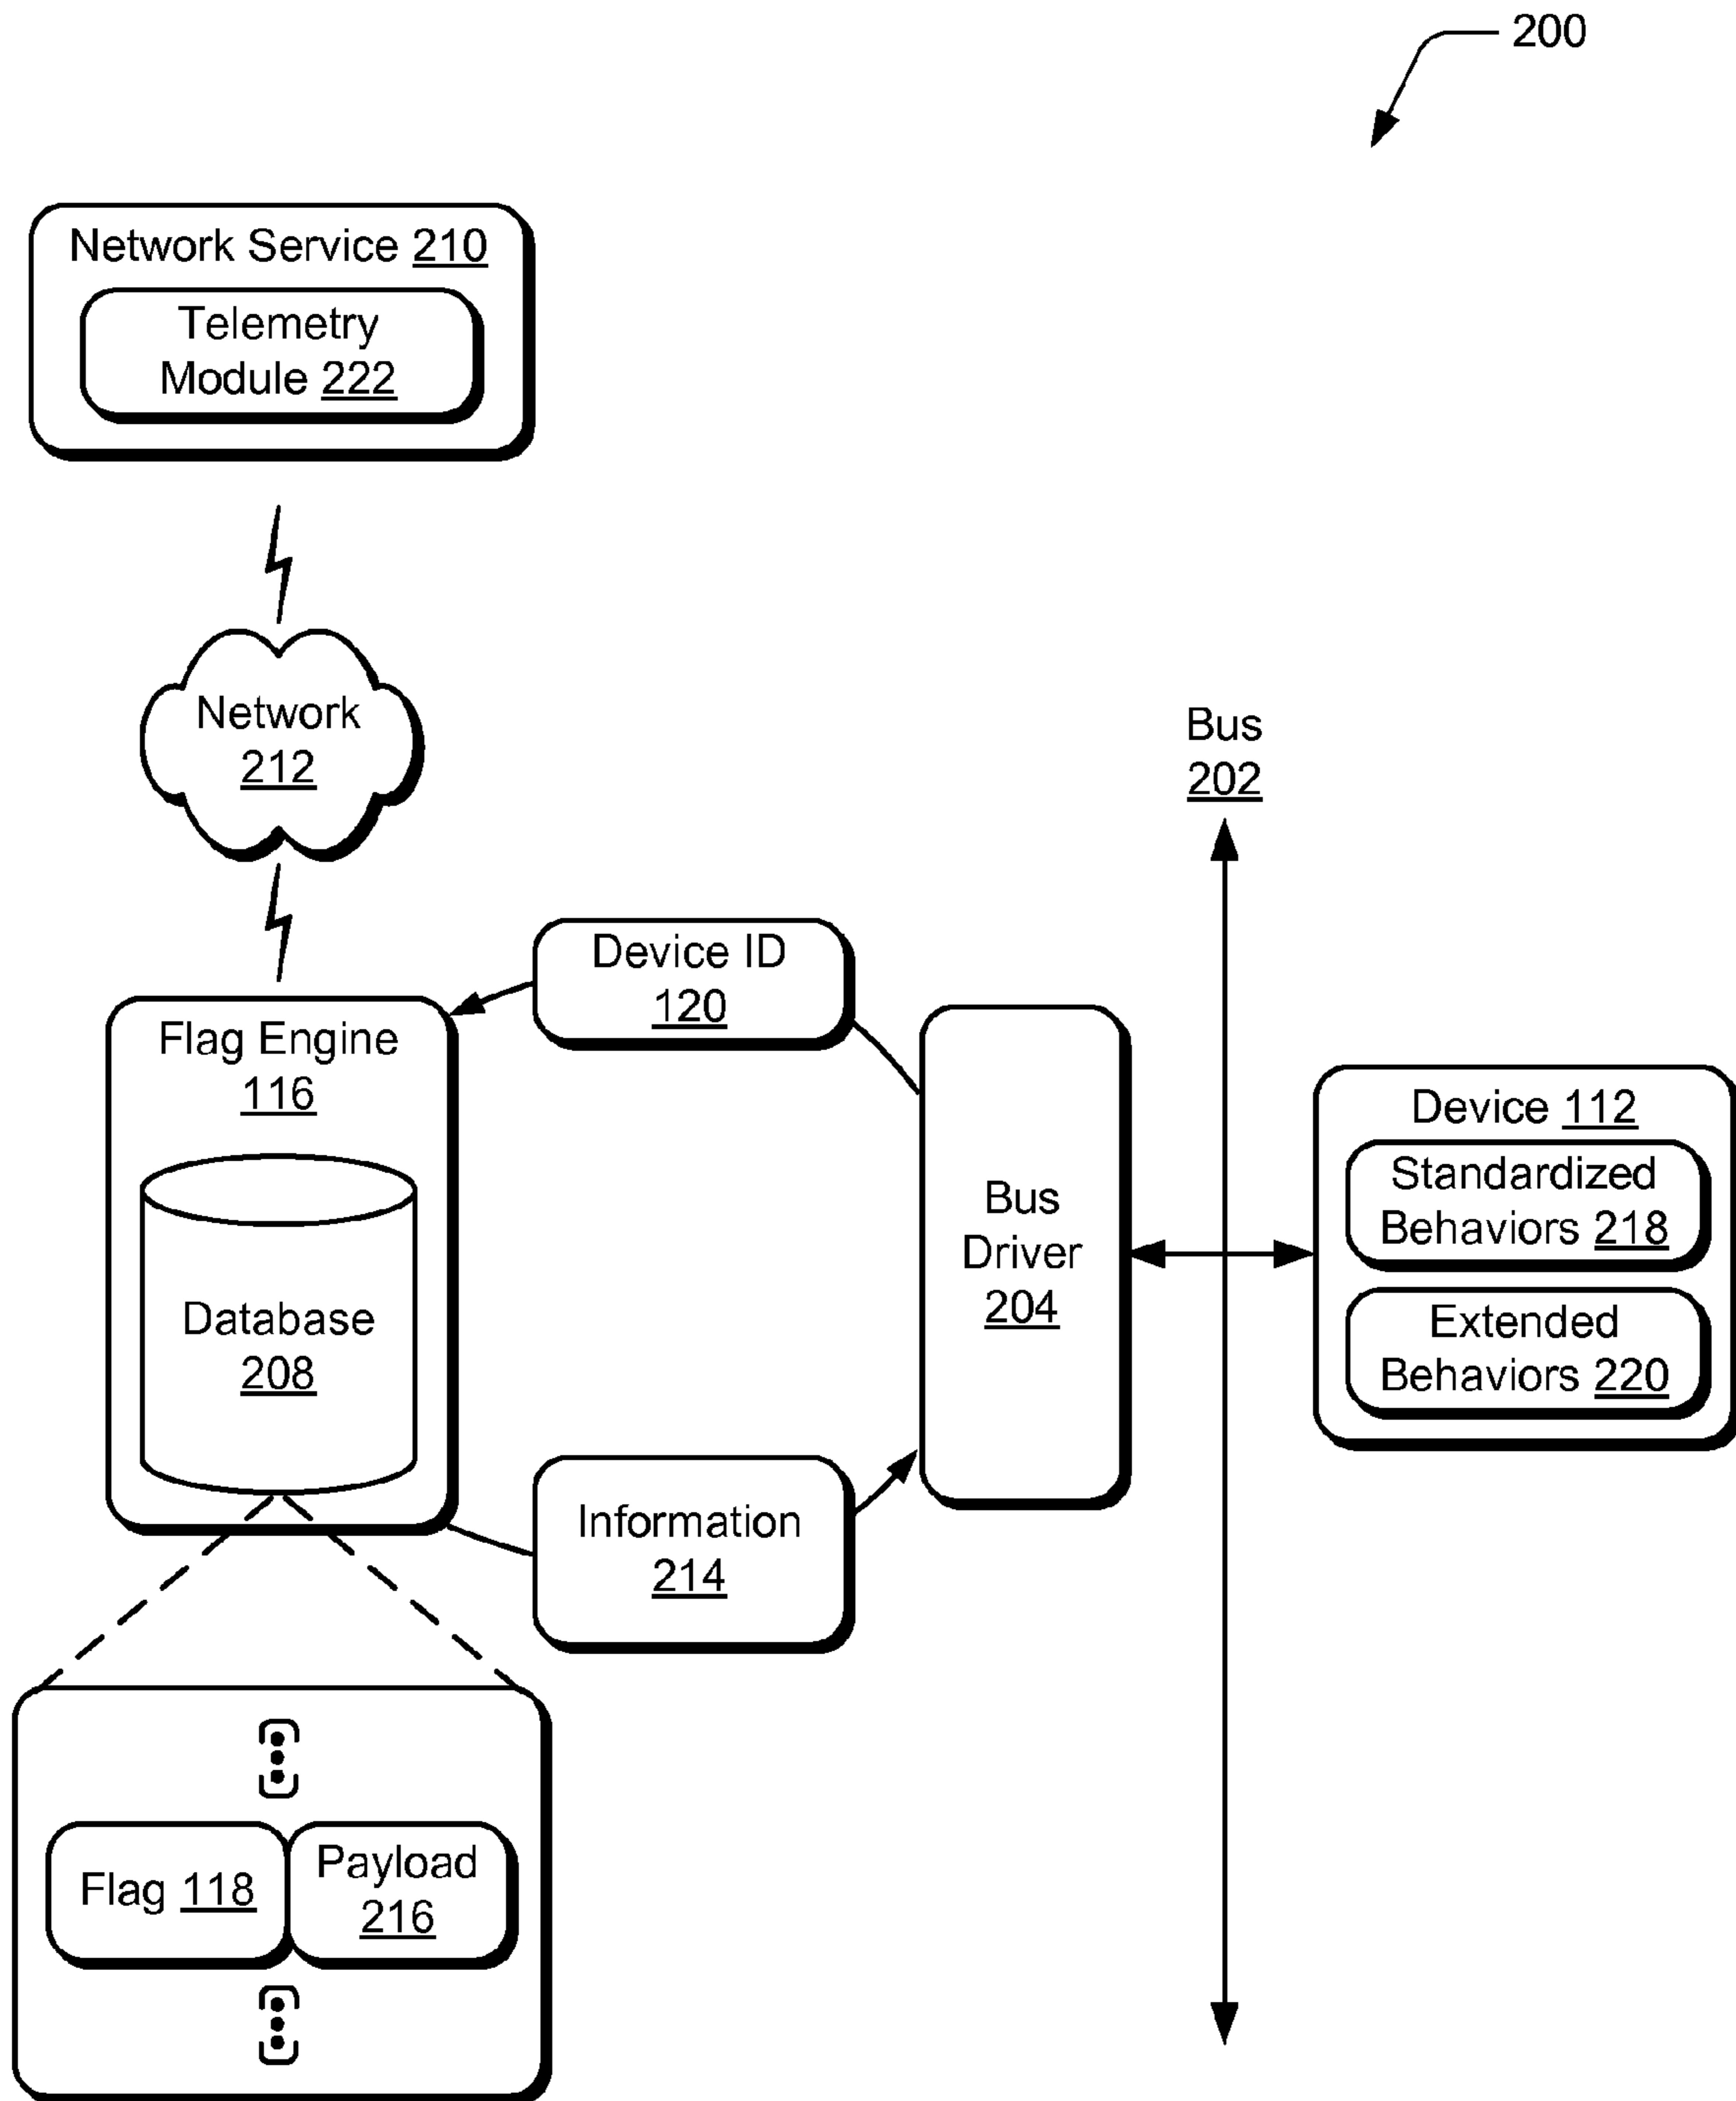 200
Network Service 210
Telemetry
Module 222
Network
212
Bus
202
Device ID
120
Flag Engine
116
Device 112
Standardized
Behaviors 218
Bus
Driver
204
Extended
Behaviors 220
Database
208
Information
214
Flag 118
Payload
216